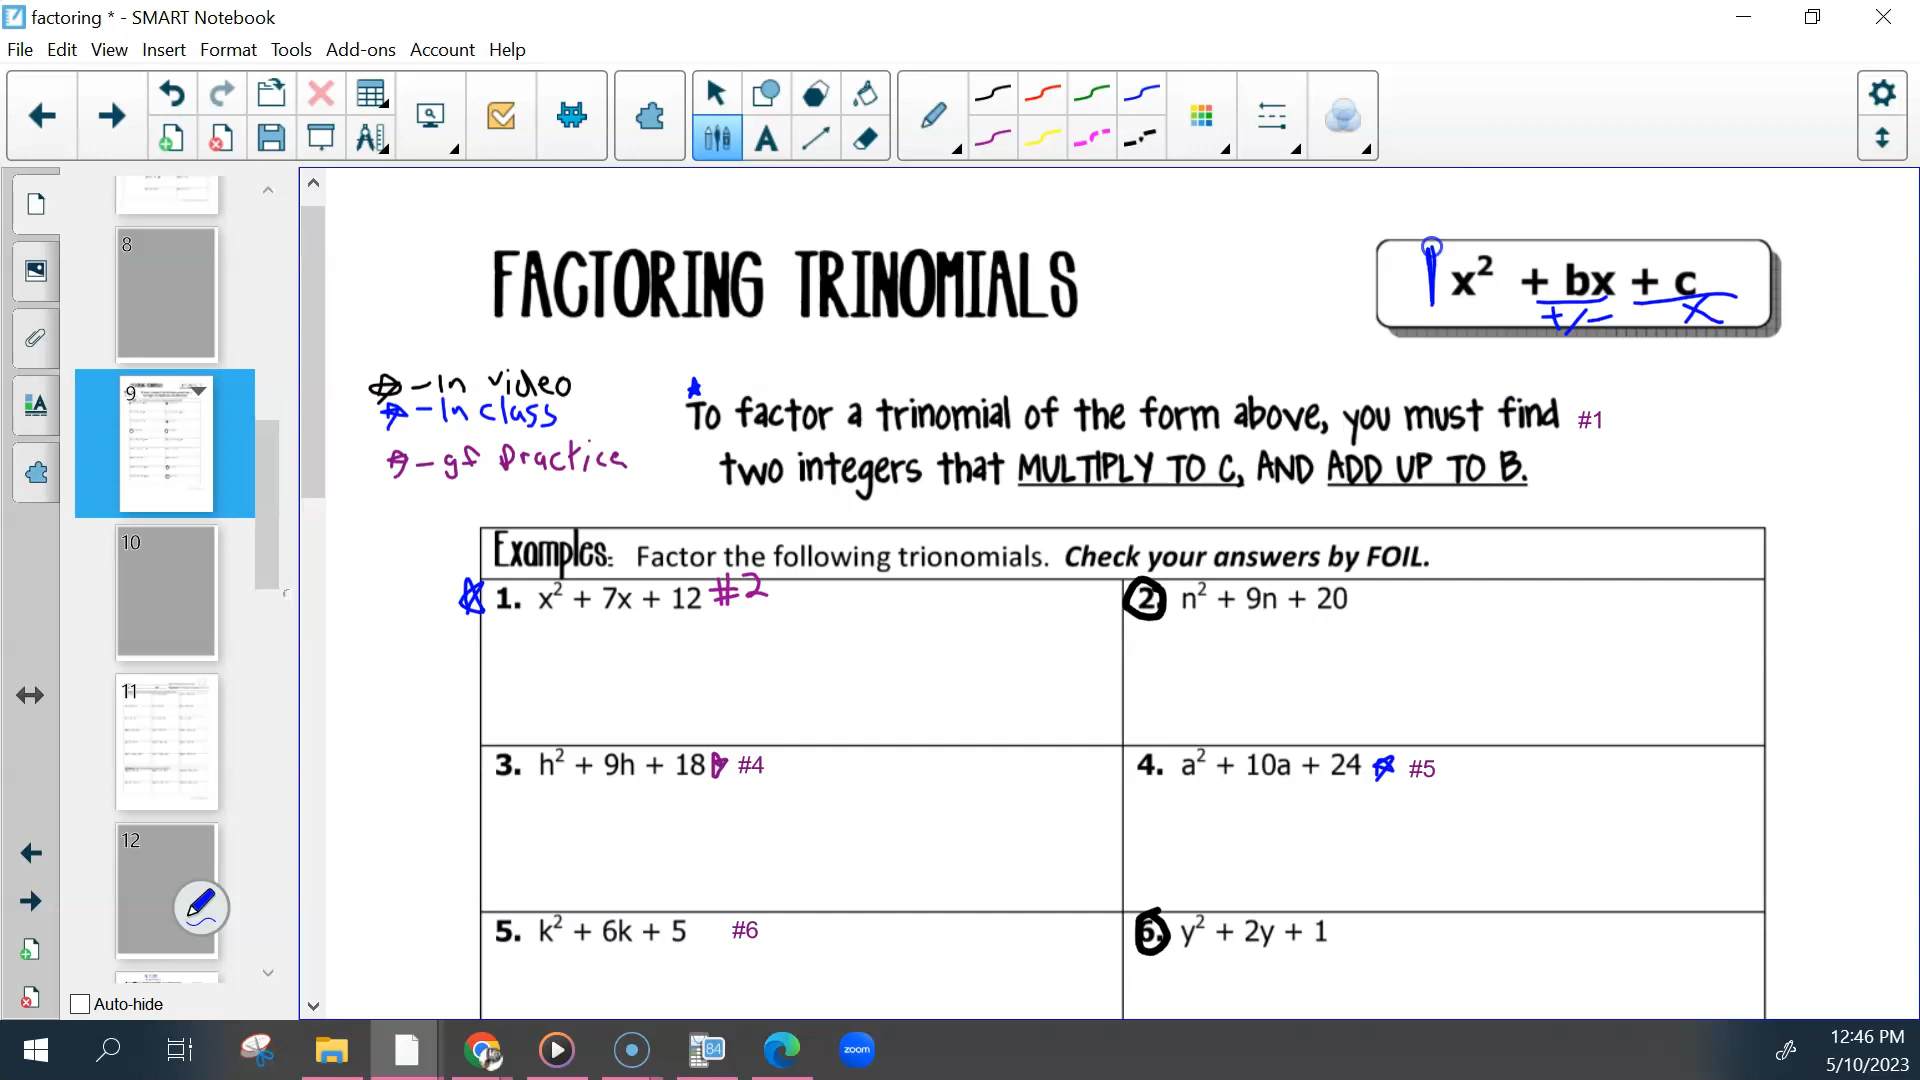 factoring * - SMART Notebook
File Edit View Insert Format Tools Add-ons Account Help
FACTORING TRINOMIALS
1x² + bx + c
+/- x
- In video
- In class
- gf Practice
To factor a trinomial of the form above, you must find #1
two integers that MULTIPLY TO C, AND ADD UP TO B.
Examples: Factor the following trionomials. Check your answers by FOIL.
1. x² + 7x + 12 #2
2. n² + 9n + 20
3. h² + 9h + 18 #4
4. a² + 10a + 24 #5
5. k² + 6k + 5 #6
6. y² + 2y + 1
8
9
10
11
12
Auto-hide
84
zoom
12:46 PM
5/10/2023